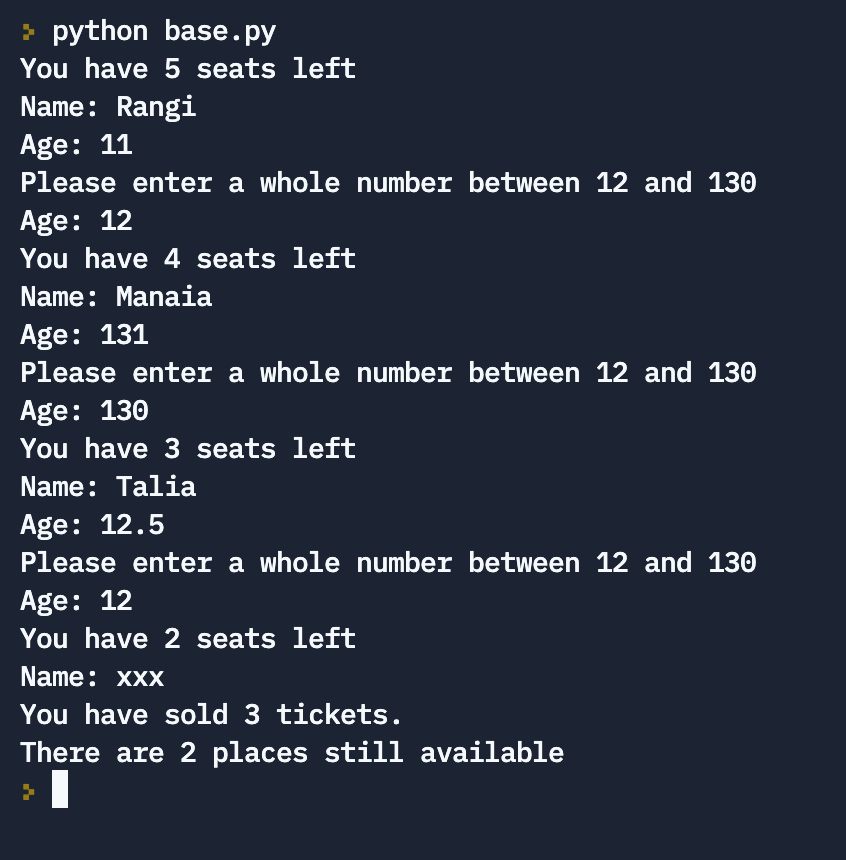 python base.py
You have 5 seats left
Name: Rangi
Age: 11
Please enter a whole number between 12 and 130
Age: 12
You have 4 seats left
Name: Manaia
Age: 131
Please enter a whole number between 12 and 130
Age: 130
You have 3 seats left
Name: Talia
Age: 12.5
Please enter a whole number between 12 and 130
Age: 12
You have 2 seats left
Name: xxx
You have sold 3 tickets.
There are 2 places still available